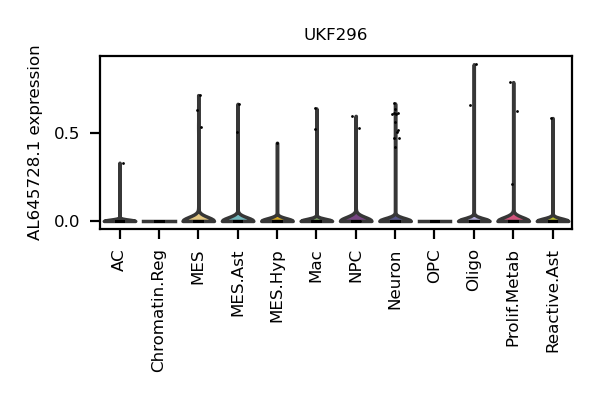 UKF296
AL645728.1 expression
0.5
0.0
AC
Chromatin.Reg
MES
MES.Ast
MES.Hyp
Mac
NPC
Neuron
OPC
Oligo
Prolif.Metab
Reactive.Ast